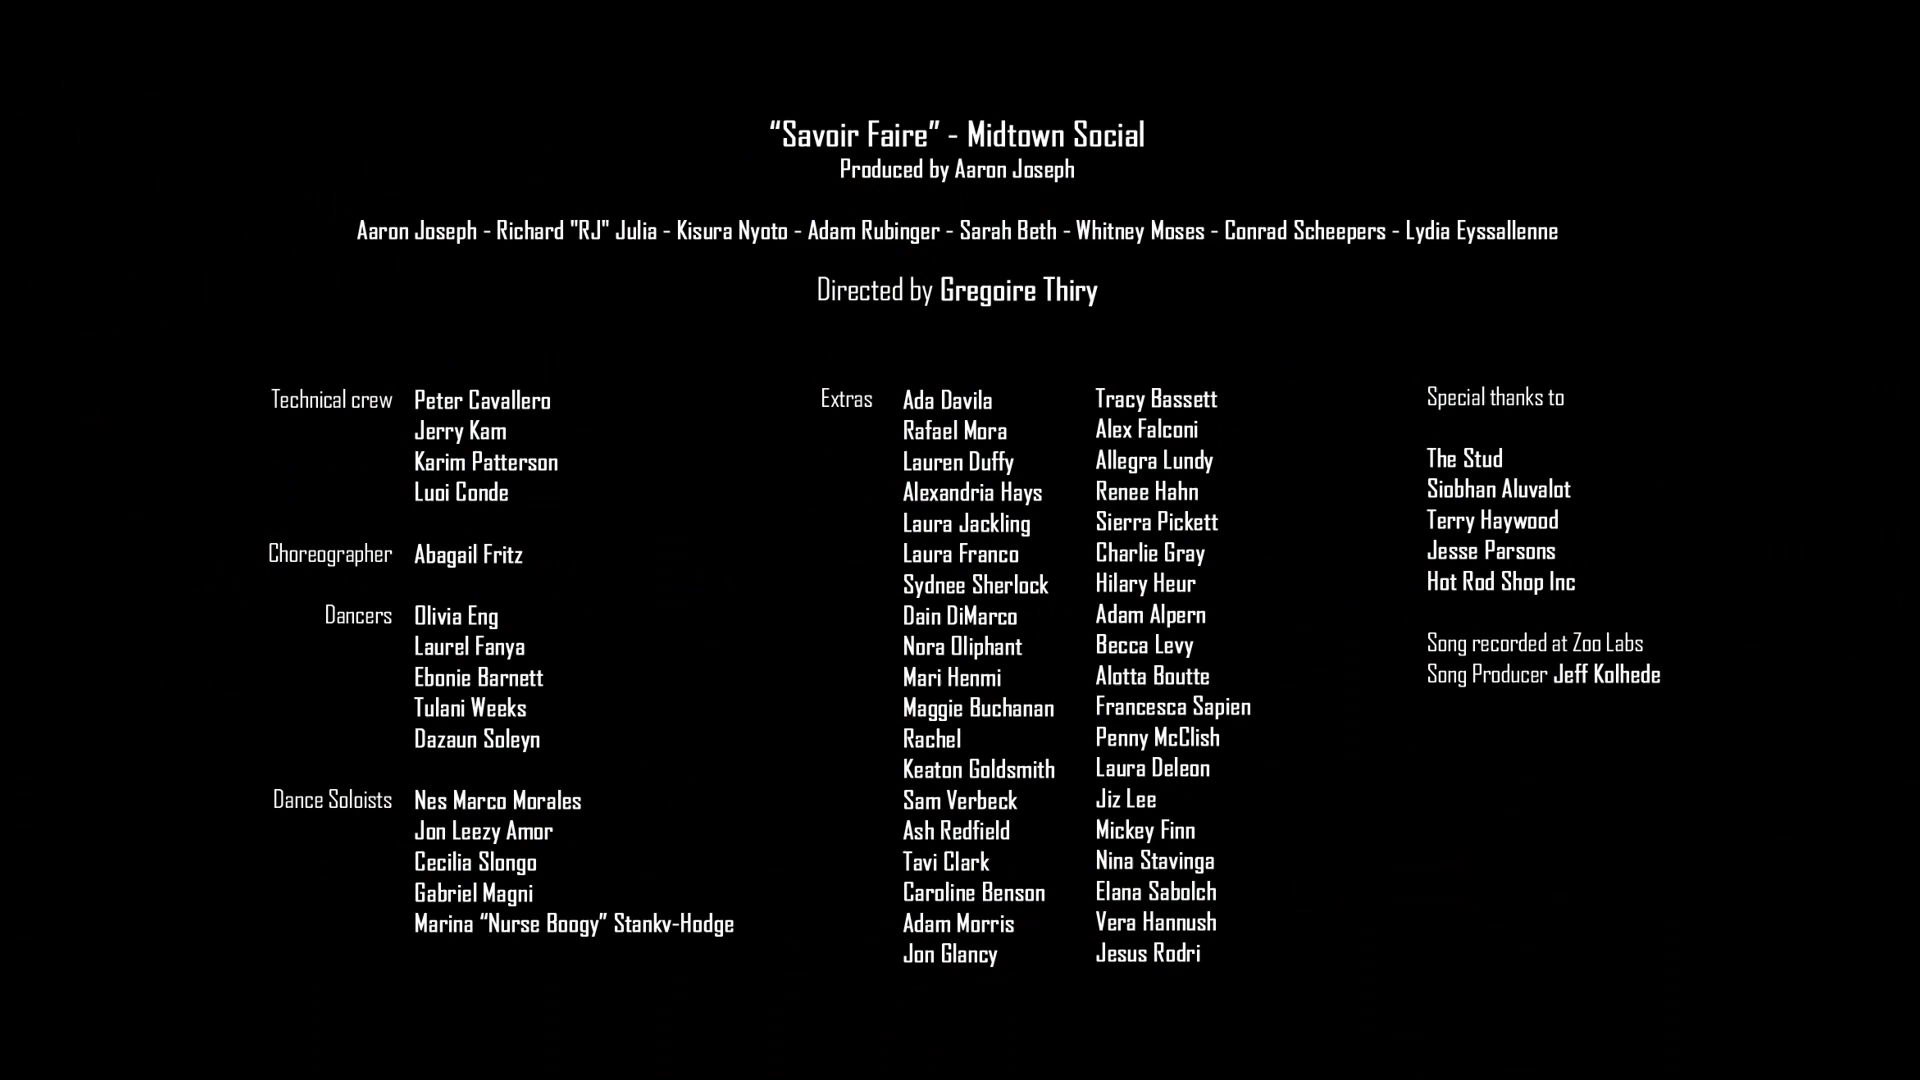 “Savoir Faire” - Midtown Social
Produced by Aaron Joseph
Aaron Joseph - Richard "RJ" Julia - Kisura Nyoto - Adam Rubinger - Sarah Beth - Whitney Moses - Conrad Scheepers - Lydia Eyssallenne
Directed by Gregoire Thiry
Technical crew Peter Cavallero
Jerry Kam
Karim Patterson
Luoi Conde
Choreographer Abagail Fritz
Dancers Olivia Eng
Laurel Fanya
Ebonie Barnett
Tulani Weeks
Dazaun Soleyn
Dance Soloists Nes Marco Morales
Jon Leezy Amor
Cecilia Slongo
Gabriel Magni
Marina “Nurse Boogy” Stankv-Hodge
Extras Ada Davila
Rafael Mora
Lauren Duffy
Alexandria Hays
Laura Jackling
Laura Franco
Sydnee Sherlock
Dain DiMarco
Nora Oliphant
Mari Henmi
Maggie Buchanan
Rachel
Keaton Goldsmith
Sam Verbeck
Ash Redfield
Tavi Clark
Caroline Benson
Adam Morris
Jon Glancy
Tracy Bassett
Alex Falconi
Allegra Lundy
Renee Hahn
Sierra Pickett
Charlie Gray
Hilary Heur
Adam Alpern
Becca Levy
Alotta Boutte
Francesca Sapien
Penny McClish
Laura Deleon
Jiz Lee
Mickey Finn
Nina Stavinga
Elana Sabolch
Vera Hannush
Jesus Rodri
Special thanks to
The Stud
Siobhan Aluvalot
Terry Haywood
Jesse Parsons
Hot Rod Shop Inc
Song recorded at Zoo Labs
Song Producer Jeff Kolhede